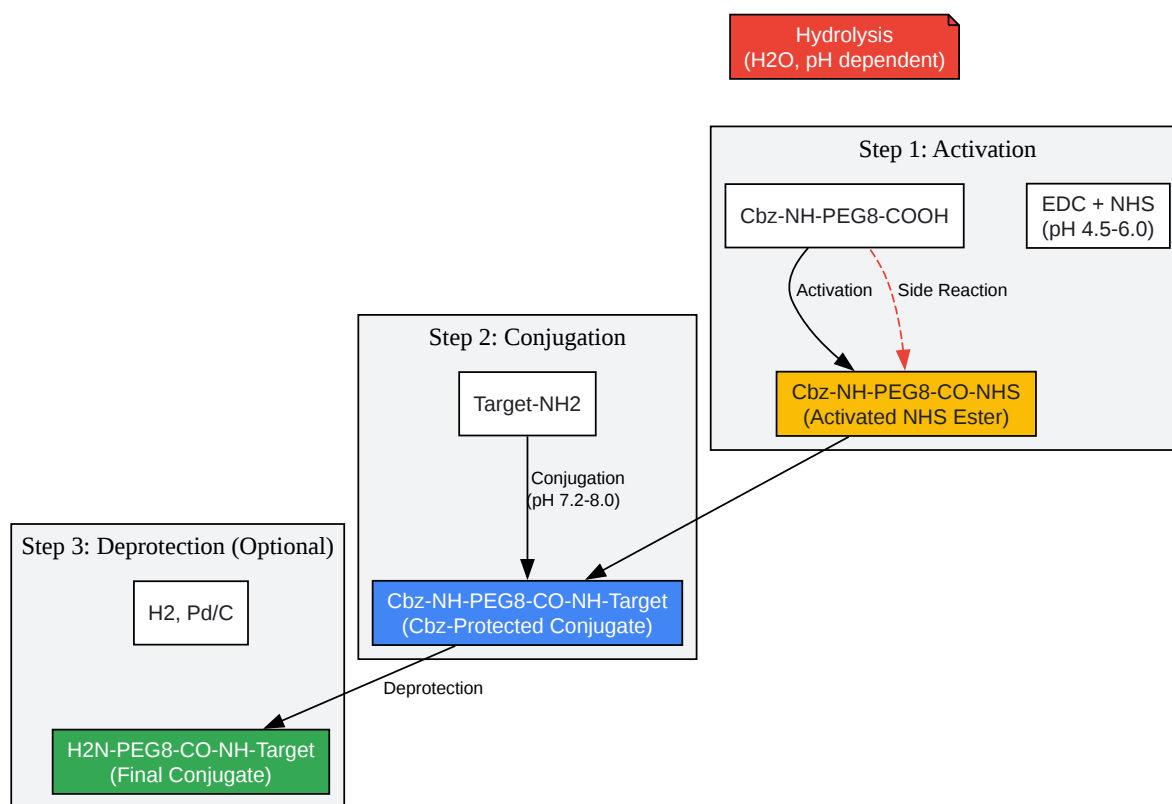 Hydrolysis
(H2O, pH dependent)
Step 1: Activation
Cbz-NH-PEG8-COOH
EDC + NHS
(pH 4.5-6.0)
Activation
Side Reaction
Cbz-NH-PEG8-CO-NHS
(Activated NHS Ester)
Step 2: Conjugation
Target-NH2
Conjugation
(pH 7.2-8.0)
Cbz-NH-PEG8-CO-NH-Target
(Cbz-Protected Conjugate)
Step 3: Deprotection (Optional)
H2, Pd/C
Deprotection
H2N-PEG8-CO-NH-Target
(Final Conjugate)